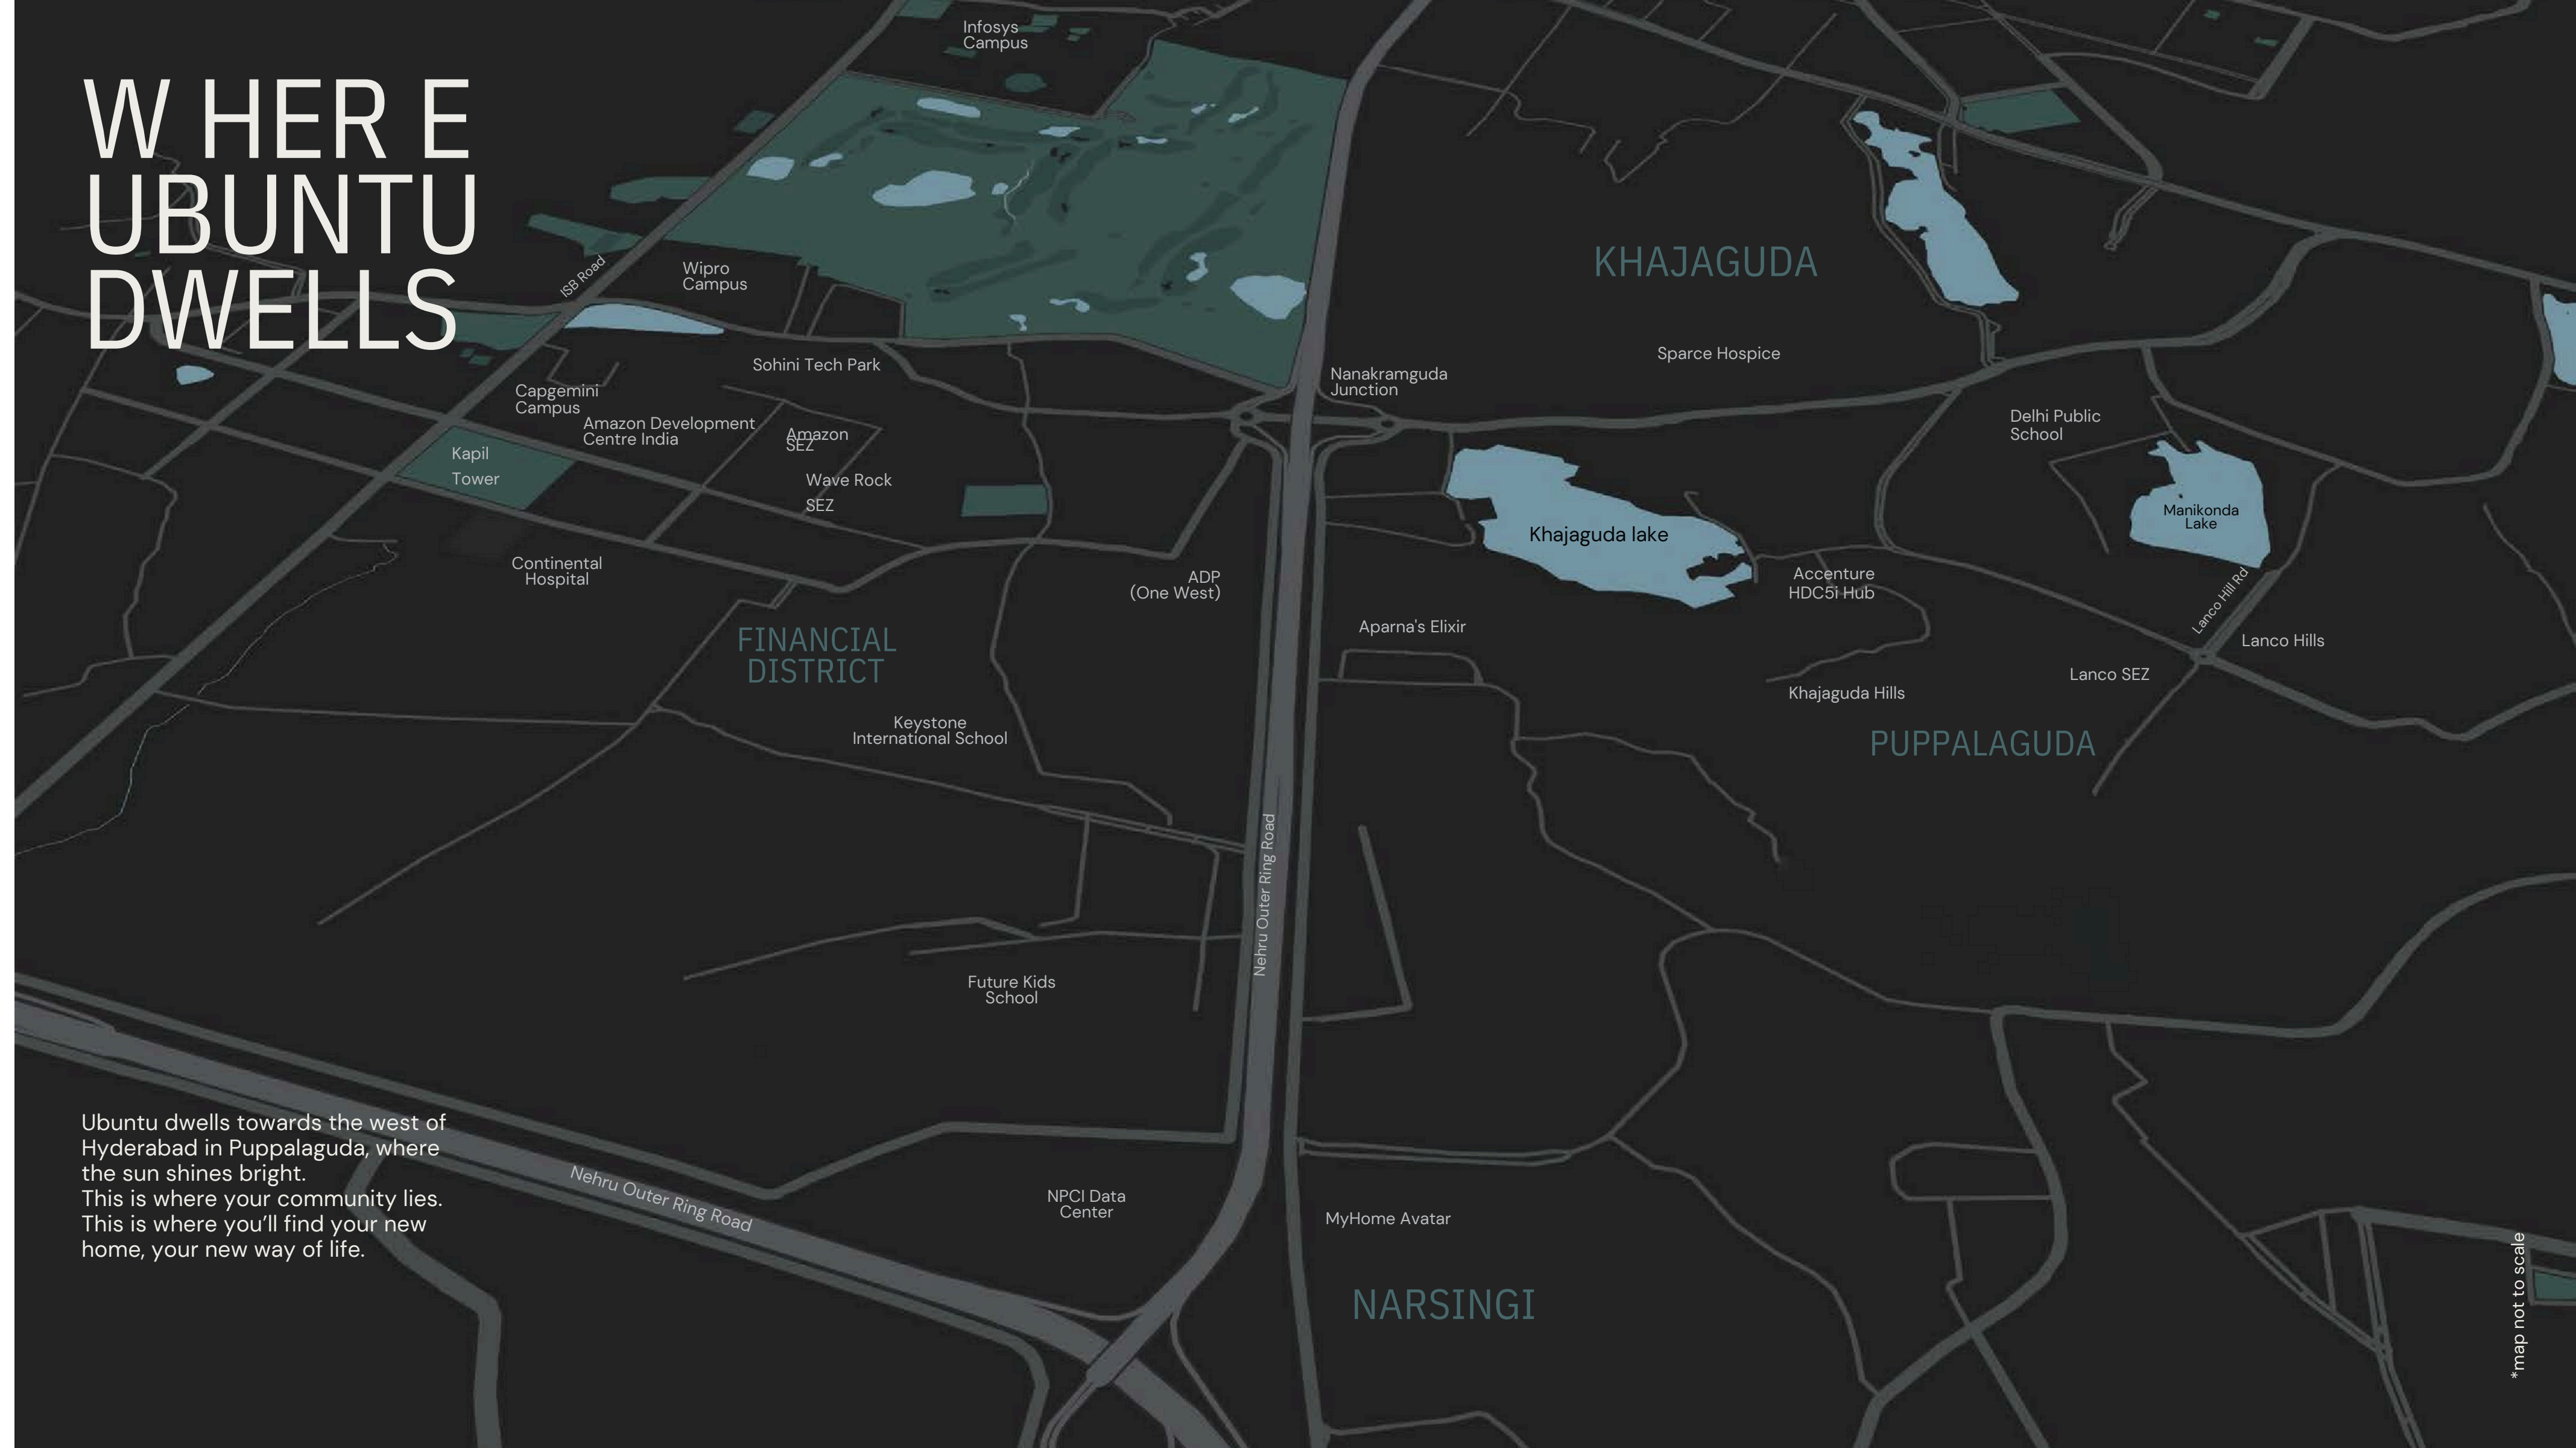 W HER E
UBUNTU
DWELLS
Infosys
Campus
ISB Road
Wipro
Campus
KHAJAGUDA
Sohini Tech Park
Nanakramguda
Junction
Sparce Hospice
Capgemini
Campus
Amazon Development
Centre India
Amazon
SEZ
Delhi Public
School
Kapil
Tower
Wave Rock
SEZ
Khajaguda lake
Manikonda
Lake
Continental
Hospital
ADP
(One West)
Accenture
HDC5i Hub
Lanco Hill Rd
Aparna's Elixir
FINANCIAL
DISTRICT
Lanco Hills
Lanco SEZ
Khajaguda Hills
Keystone
International School
PUPPALAGUDA
Nehru Outer Ring Road
Future Kids
School
Ubuntu dwells towards the west of
Hyderabad in Puppalaguda, where
the sun shines bright.
This is where your community lies.
This is where you’ll find your new
home, your new way of life.
Nehru Outer Ring Road
NPCI Data
Center
MyHome Avatar
NARSINGI
*map not to scale